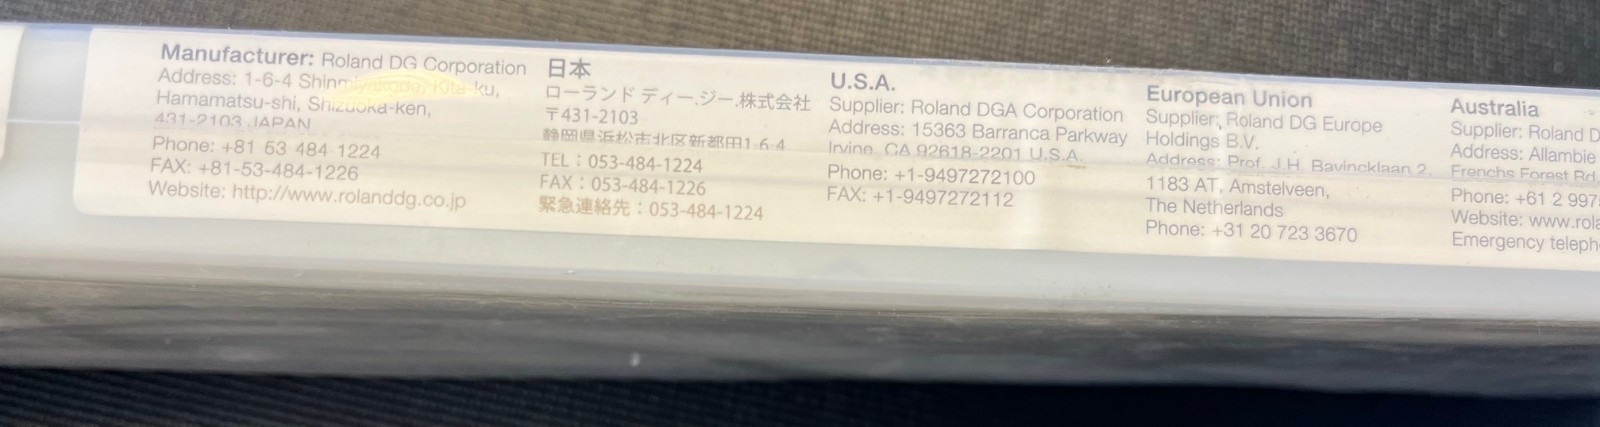 Manufacturer: Roland DG Corporation
Address: 1-6-4 Shinmiyakoda, Kita-ku,
Hamamatsu-shi, Shizuoka-ken,
431-2103 JAPAN
Phone: +81 53 484 1224
FAX: +81-53-484-1226
Website: http://www.rolanddg.co.jp
日本
ローランド ディー.ジー.株式会社
〒431-2103
静岡県浜松市北区新都田1-6-4
TEL：053-484-1224
FAX：053-484-1226
緊急連絡先：053-484-1224
U.S.A.
Supplier: Roland DGA Corporation
Address: 15363 Barranca Parkway
Irvine, CA 92618-2201 U.S.A.
Phone: +1-9497272100
FAX: +1-9497272112
European Union
Supplier: Roland DG Europe
Holdings B.V.
Address: Prof. J.H. Bavincklaan 2,
1183 AT, Amstelveen,
The Netherlands
Phone: +31 20 723 3670
Australia
Supplier: Roland D
Address: Allambie
Frenchs Forest Rd,
Phone: +61 2 997
Website: www.rola
Emergency teleph